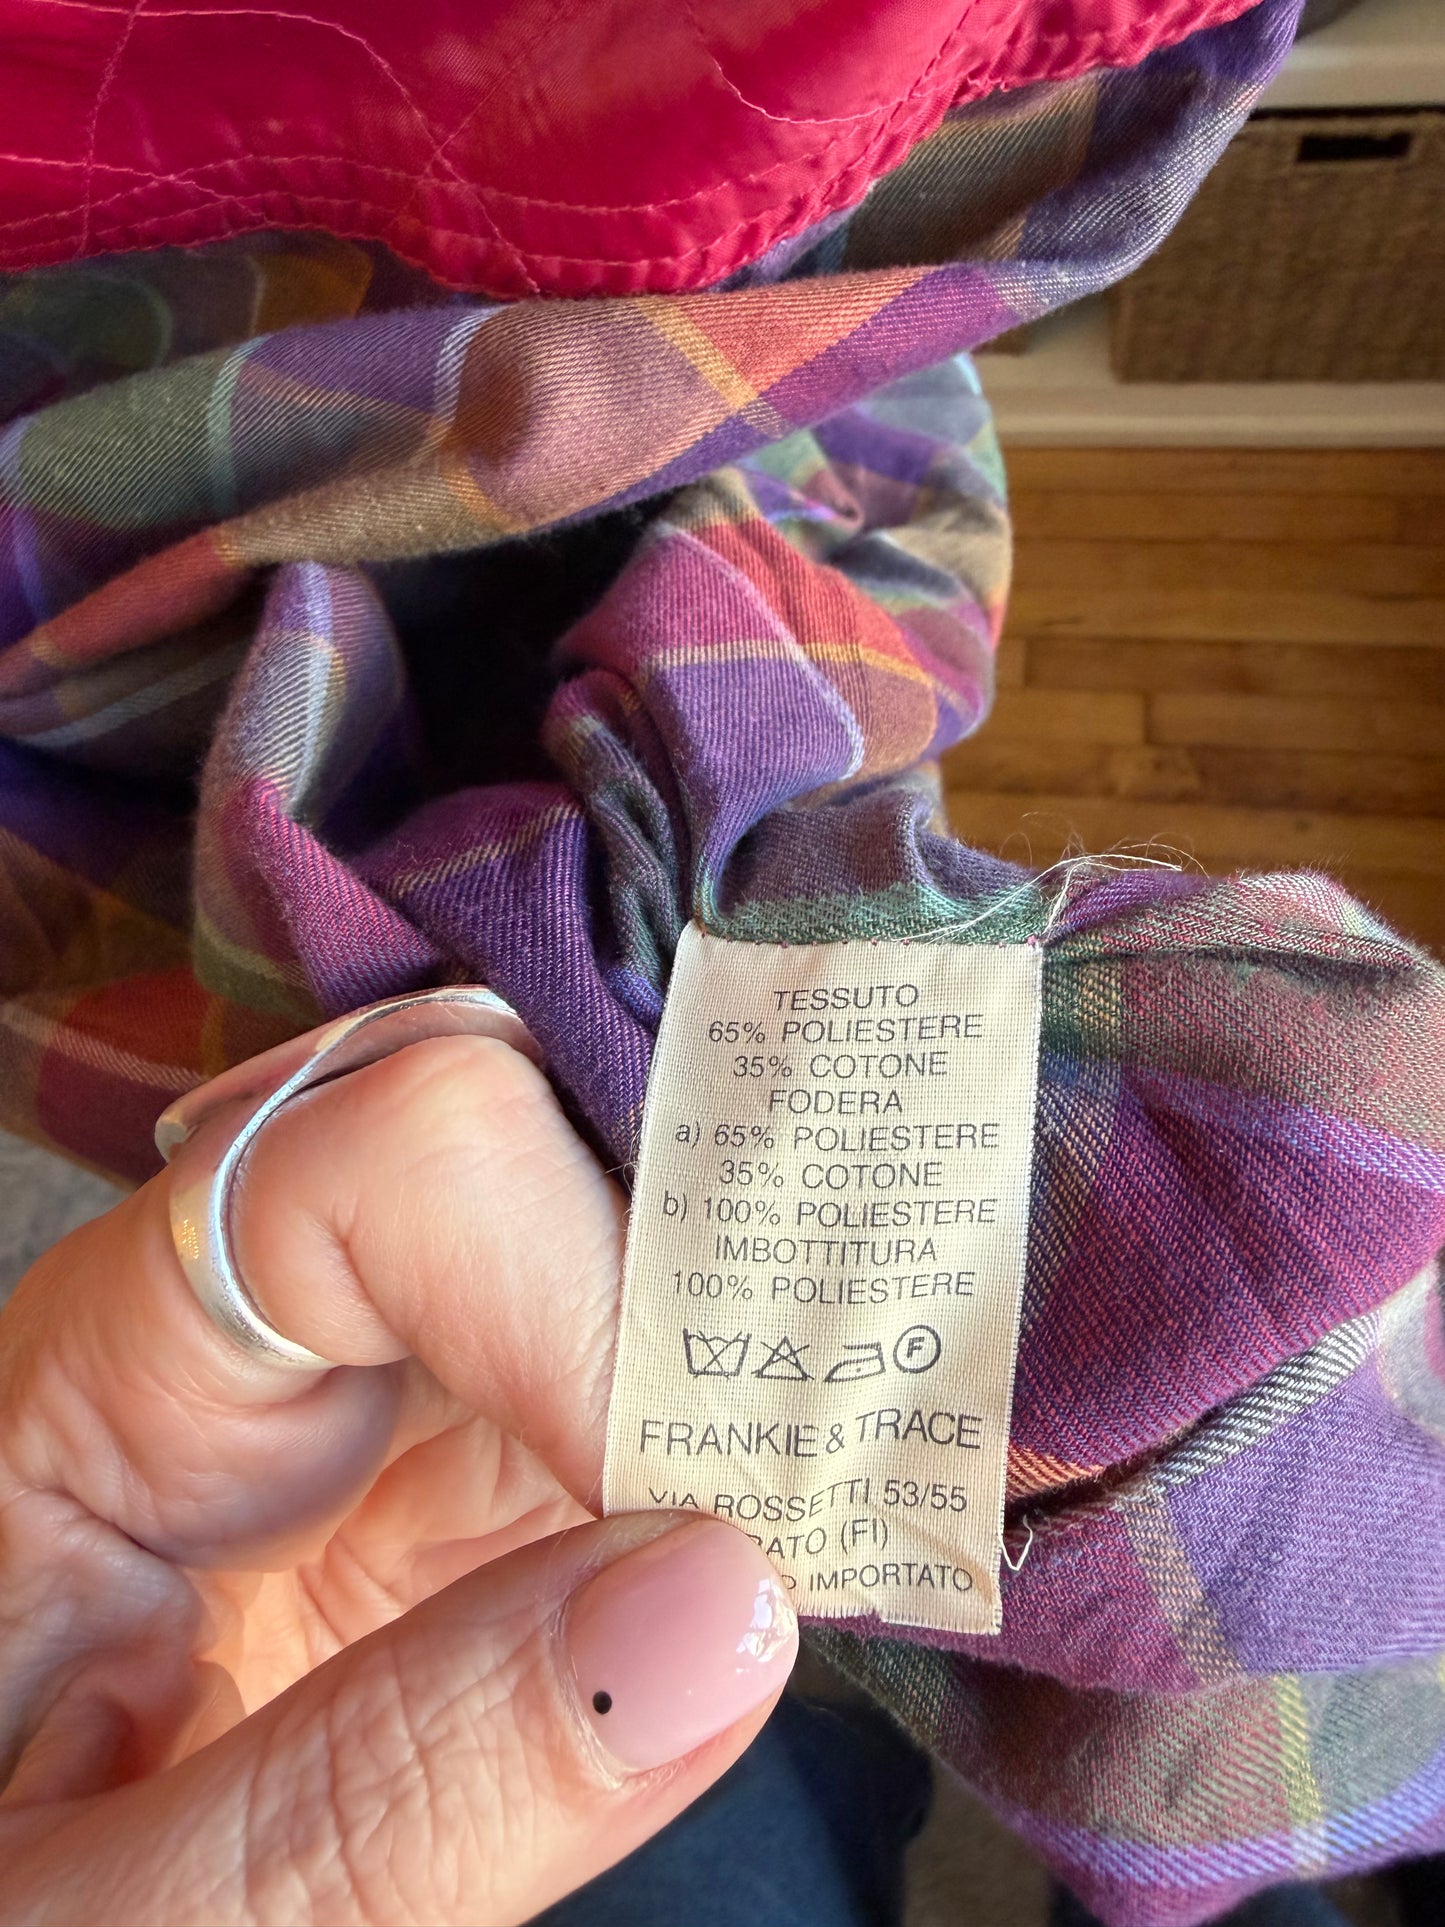 TESSUTO
65% POLIESTERE
35% COTONE
FODERA
a) 65% POLIESTERE
35% COTONE
b) 100% POLIESTERE
IMBOTTITURA
100% POLIESTERE
F
FRANKIE & TRACE
VIA ROSSETTI 53/55
(FI)
IMPORTATO